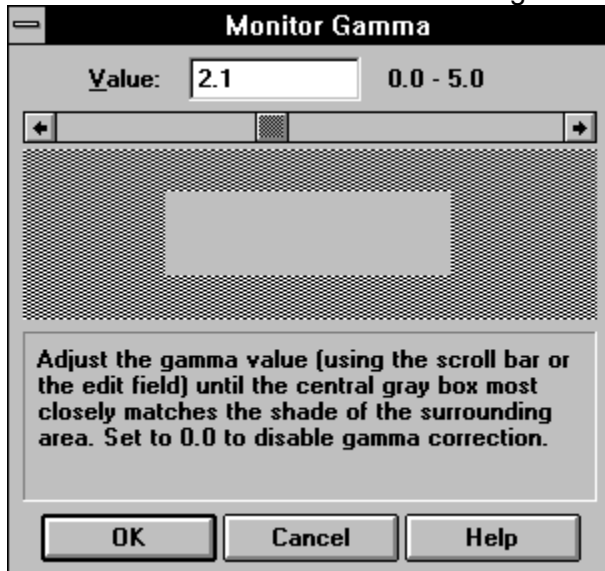 Monitor Gamma
Value: 2.1 0.0 - 5.0
Adjust the gamma value (using the scroll bar or
the edit field) until the central gray box most
closely matches the shade of the surrounding
area. Set to 0.0 to disable gamma correction.
OK Cancel Help